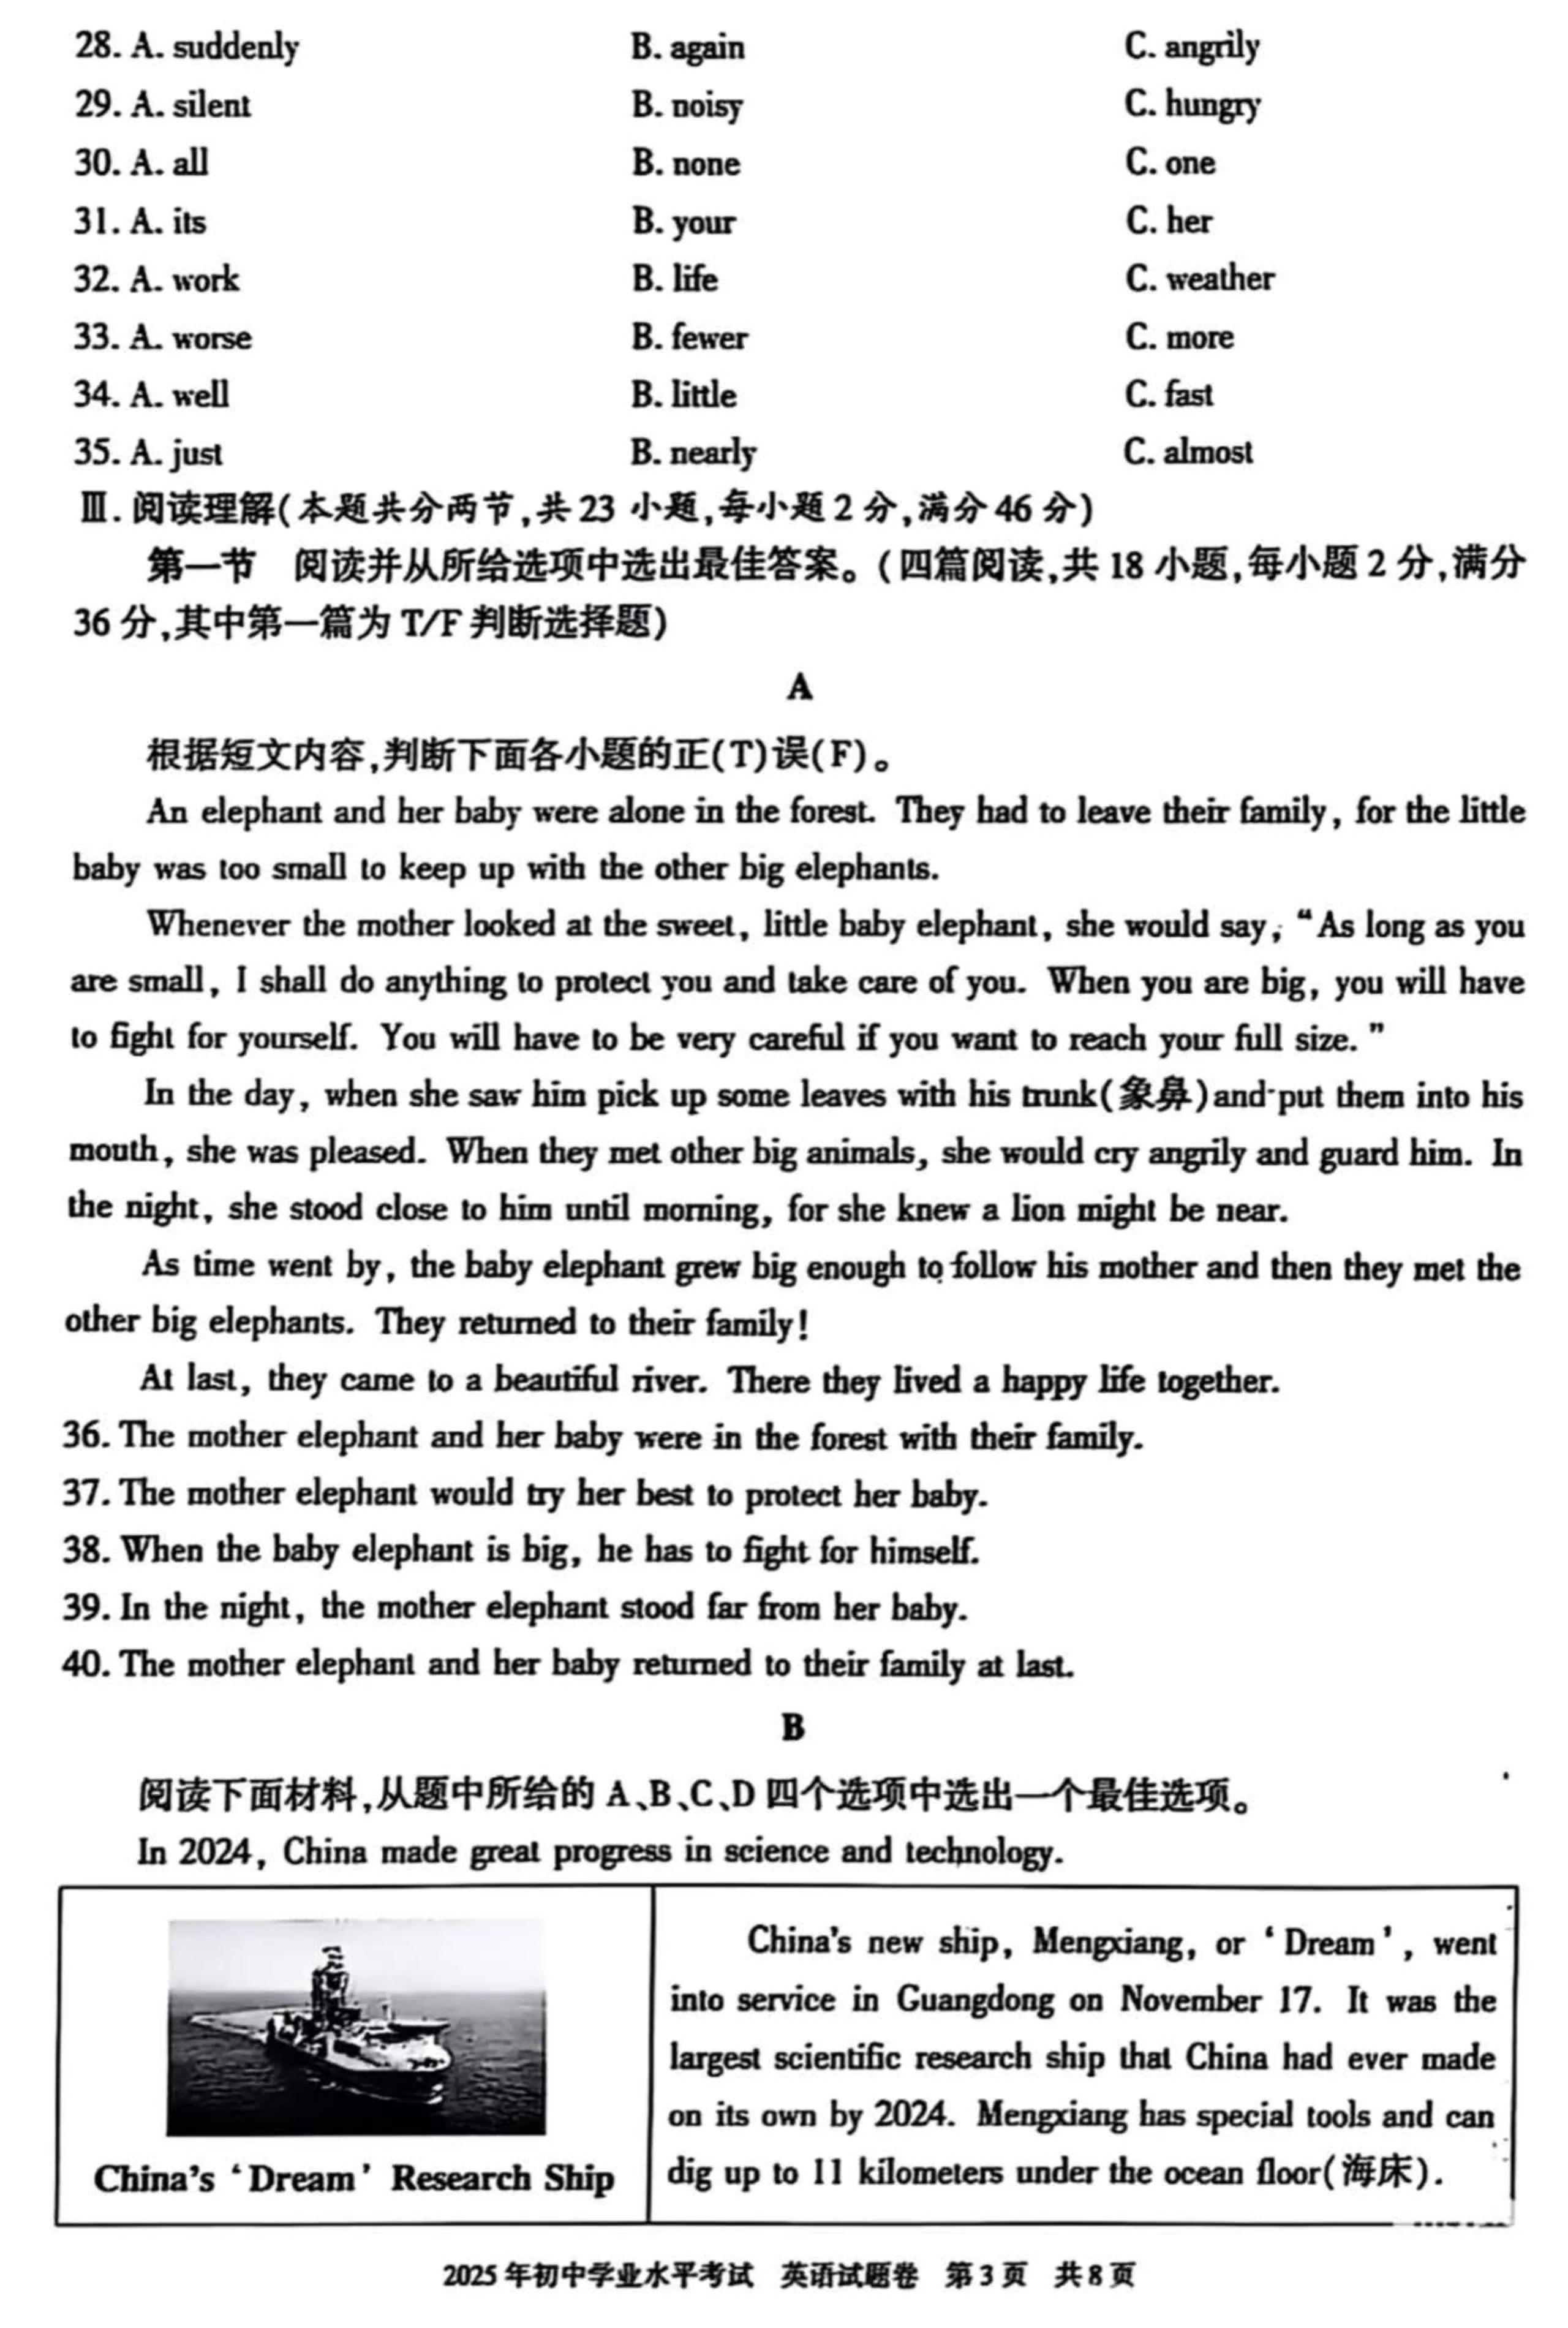 28. A. suddenly B. again C. angrily
29. A. silent B. noisy C. hungry
30. A. all B. none C. one
31. A. its B. your C. her
32. A. work B. life C. weather
33. A. worse B. fewer C. more
34. A. well B. little C. fast
35. A. just B. nearly C. almost
Ⅲ. 阅读理解(本题共分两节,共 23 小题,每小题 2 分,满分 46 分)
第一节 阅读并从所给选项中选出最佳答案。(四篇阅读,共 18 小题,每小题 2 分,满分
36 分,其中第一篇为 T/F 判断选择题)
A
根据短文内容,判断下面各小题的正(T)误(F)。
An elephant and her baby were alone in the forest. They had to leave their family, for the little
baby was too small to keep up with the other big elephants.
Whenever the mother looked at the sweet, little baby elephant, she would say, “As long as you
are small, I shall do anything to protect you and take care of you. When you are big, you will have
to fight for yourself. You will have to be very careful if you want to reach your full size.”
In the day, when she saw him pick up some leaves with his trunk(象鼻)and put them into his
mouth, she was pleased. When they met other big animals, she would cry angrily and guard him. In
the night, she stood close to him until morning, for she knew a lion might be near.
As time went by, the baby elephant grew big enough to follow his mother and then they met the
other big elephants. They returned to their family!
At last, they came to a beautiful river. There they lived a happy life together.
36. The mother elephant and her baby were in the forest with their family.
37. The mother elephant would try her best to protect her baby.
38. When the baby elephant is big, he has to fight for himself.
39. In the night, the mother elephant stood far from her baby.
40. The mother elephant and her baby returned to their family at last.
B
阅读下面材料,从题中所给的 A、B、C、D 四个选项中选出一个最佳选项。
In 2024, China made great progress in science and technology.
China's ‘Dream’ Research Ship
China's new ship, Mengxiang, or ‘Dream’, went
into service in Guangdong on November 17. It was the
largest scientific research ship that China had ever made
on its own by 2024. Mengxiang has special tools and can
dig up to 11 kilometers under the ocean floor(海床).
2025 年初中学业水平考试 英语试题卷 第 3 页 共 8 页